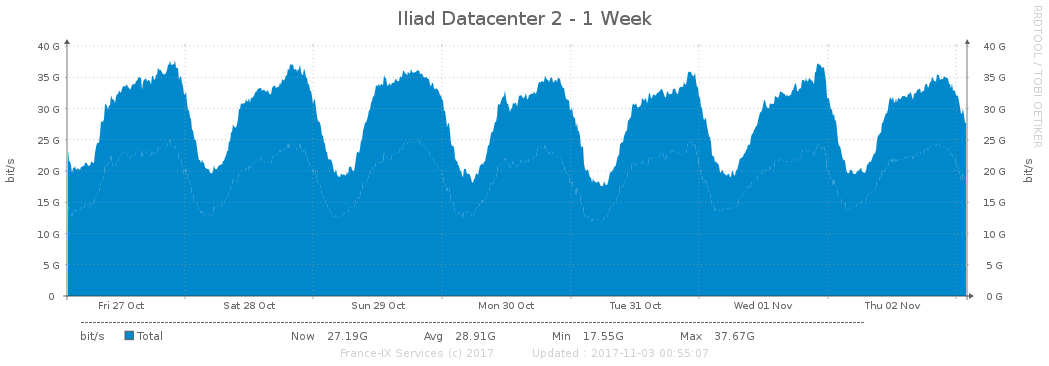 Iliad Datacenter 2 - 1 Week
RRDTOOL / TOBI OETIKER
40 G 40 G
35 G 35 G
30 G 30 G
25 G 25 G
20 G 20 G
15 G 15 G
10 G 10 G
5 G 5 G
0 0 G
bit/s bit/s
Fri 27 Oct Sat 28 Oct Sun 29 Oct Mon 30 Oct Tue 31 Oct Wed 01 Nov Thu 02 Nov
bit/s Total Now 27.19G Avg 28.91G Min 17.55G Max 37.67G
France-IX Services (c) 2017 Updated : 2017-11-03 00:55:07